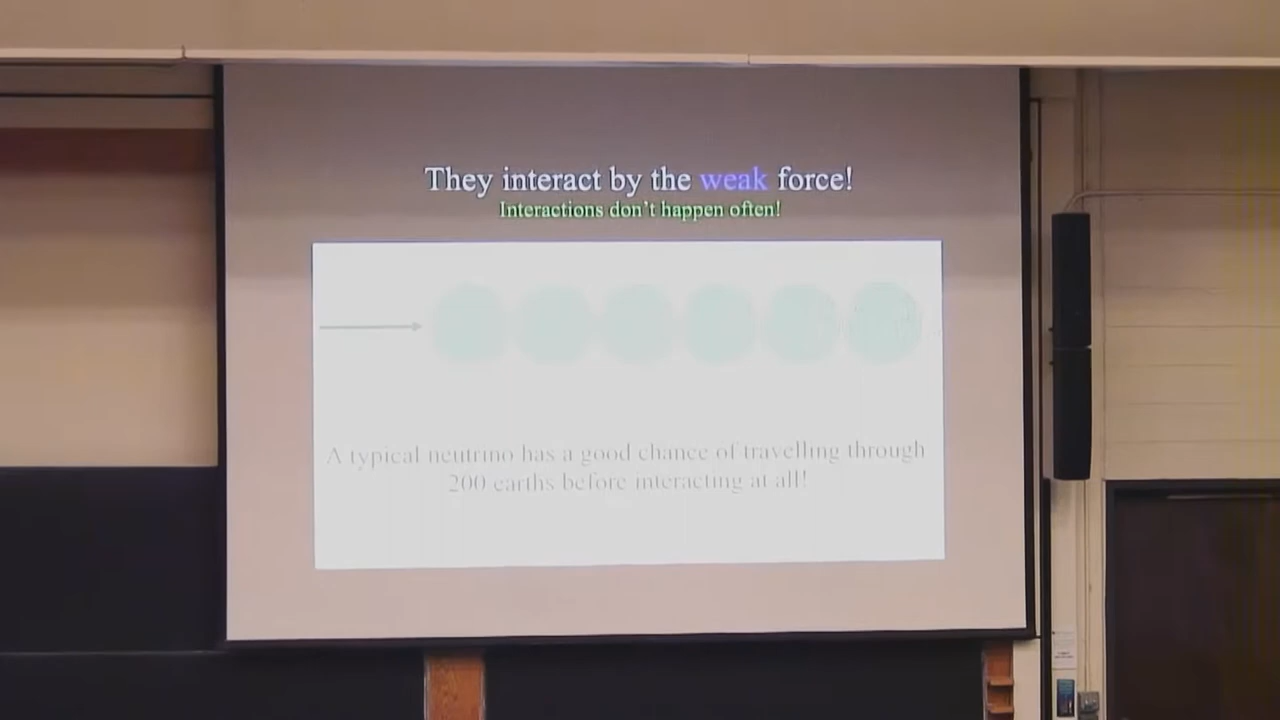 They interact by the weak force!
Interactions don't happen often!
A typical neutrino has a good chance of travelling through
200 earths before interacting at all!